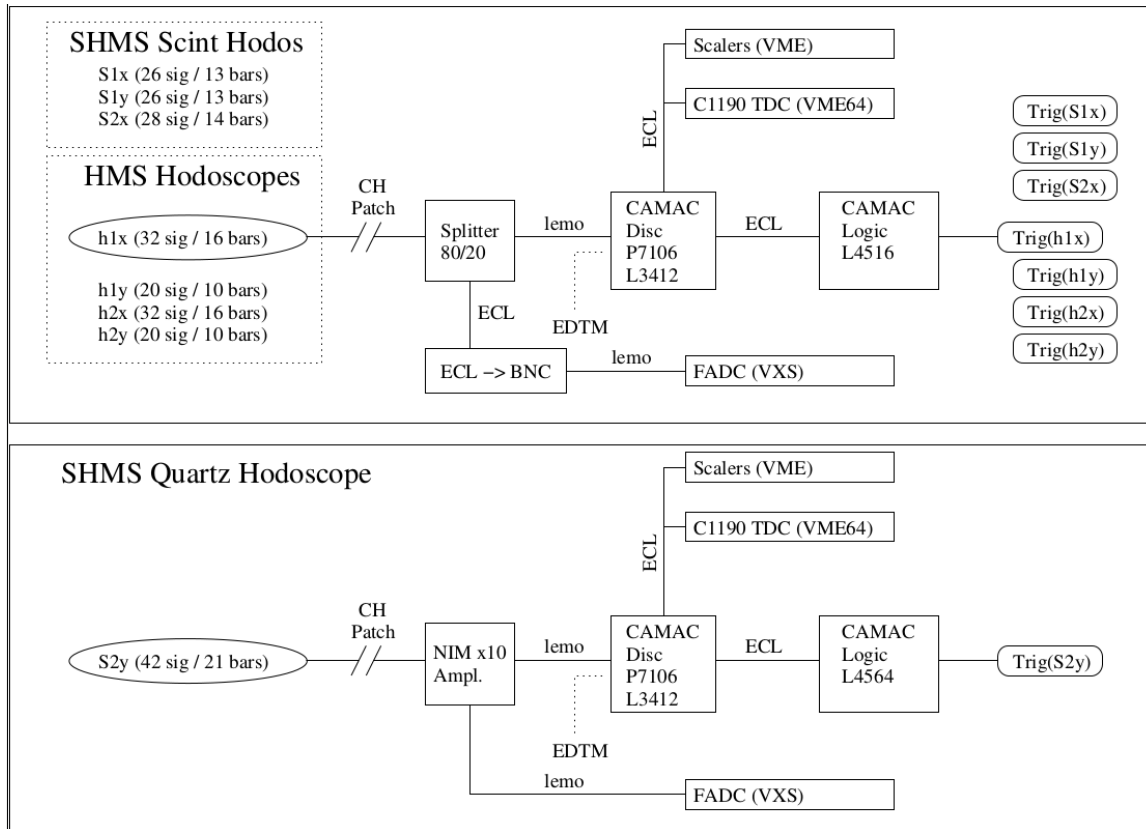 SHMS Scint Hodos
S1x (26 sig / 13 bars)
S1y (26 sig / 13 bars)
S2x (28 sig / 14 bars)
HMS Hodoscopes
h1x (32 sig / 16 bars)
h1y (20 sig / 10 bars)
h2x (32 sig / 16 bars)
h2y (20 sig / 10 bars)
CH
Patch
Splitter
80/20
ECL
ECL −> BNC
lemo
EDTM
lemo
CAMAC
Disc
P7106
L3412
ECL
Scalers (VME)
C1190 TDC (VME64)
FADC (VXS)
ECL
CAMAC
Logic
L4516
Trig(S1x)
Trig(S1y)
Trig(S2x)
Trig(h1x)
Trig(h1y)
Trig(h2x)
Trig(h2y)
SHMS Quartz Hodoscope
S2y (42 sig / 21 bars)
CH
Patch
NIM x10
Ampl.
lemo
EDTM
lemo
CAMAC
Disc
P7106
L3412
ECL
Scalers (VME)
C1190 TDC (VME64)
FADC (VXS)
ECL
CAMAC
Logic
L4564
Trig(S2y)